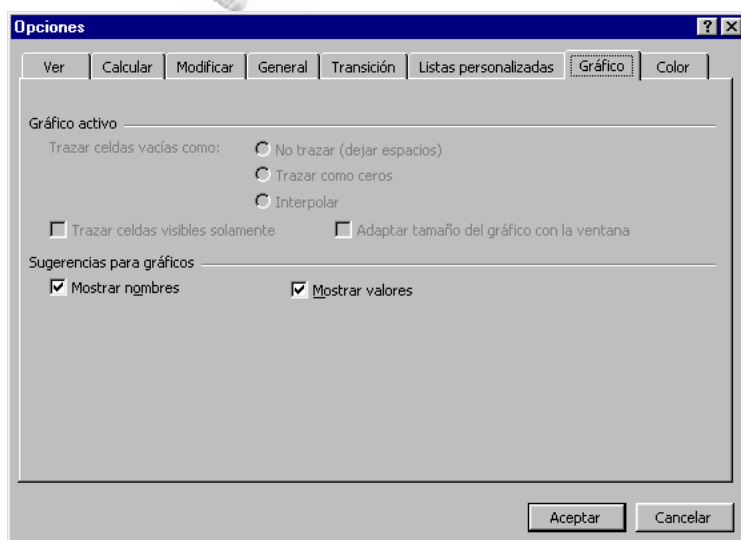 Opciones
Ver Calcular Modificar General Transición Listas personalizadas Gráfico Color
Gráfico activo
Trazar celdas vacías como: No trazar (dejar espacios)
Trazar como ceros
Interpolar
Trazar celdas visibles solamente Adaptar tamaño del gráfico con la ventana
Sugerencias para gráficos
Mostrar nombres Mostrar valores
Aceptar Cancelar